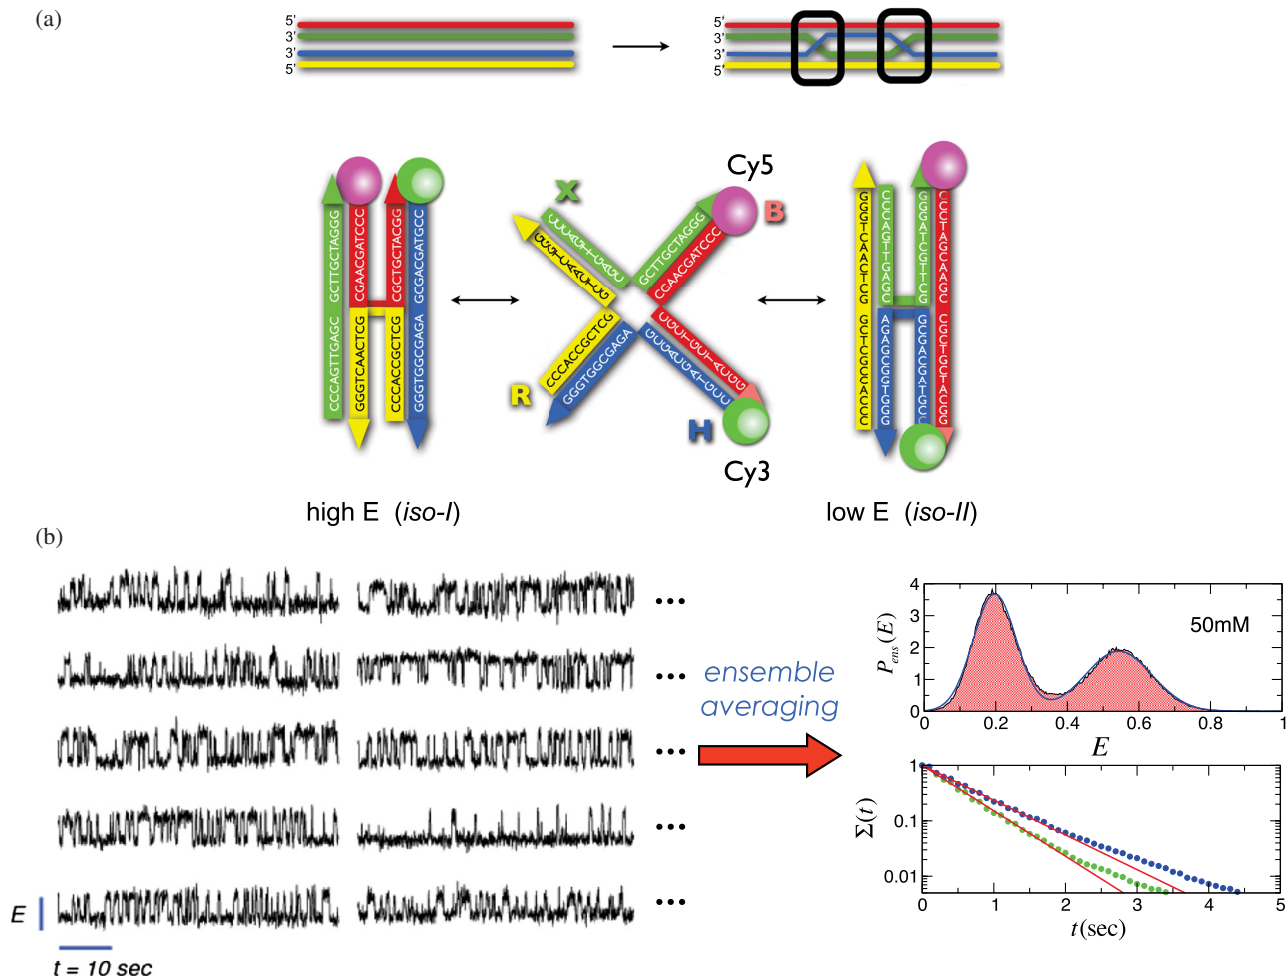 (a)
5'
3'
3'
5'
5'
3'
3'
5'
CCCAGTTGAGC GCTTGCTAGGG
CGAACGATCCC
GGGTCAACTCG
CGCTGCTACGG
CCCACCGCTCG
GGGTGGCGAGA GCGACGATGCC
X
Cy5
B
GCTTGCTAGGG
CCAACGATCCC
CCCACCGCTCG
GGGTGGCGAGA
R
H
Cy3
GGGTCAACTCG GCTCGCCACCC
CCCAGTTGAGC
AGAGCGGTGGG
GGGATCGTTCG
GCGACGATGC
CCCTAGCAAGC CGCTGCTACGG
high E (iso-I)
low E (iso-II)
(b)
...
...
...
...
...
E
t = 10 sec
ensemble
averaging
4
3
2
1
0
P_ens(E)
50mM
0 0.2 0.4 0.6 0.8 1
E
1
0.1
0.01
Σ(t)
0 1 2 3 4 5
t(sec)